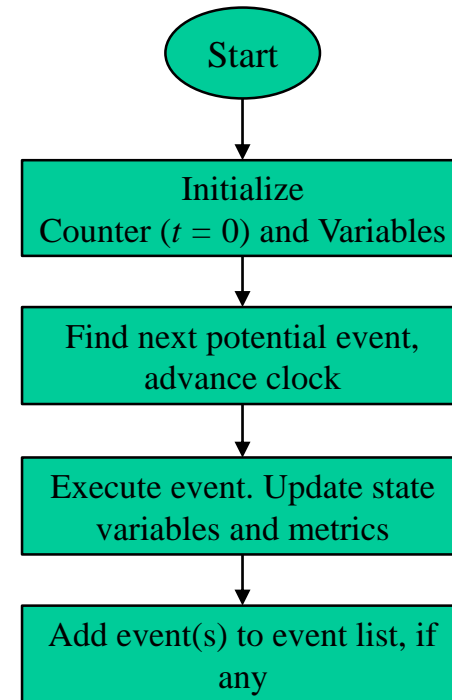 Start
Initialize
Counter (t = 0) and Variables
Find next potential event,
advance clock
Execute event. Update state
variables and metrics
Add event(s) to event list, if
any